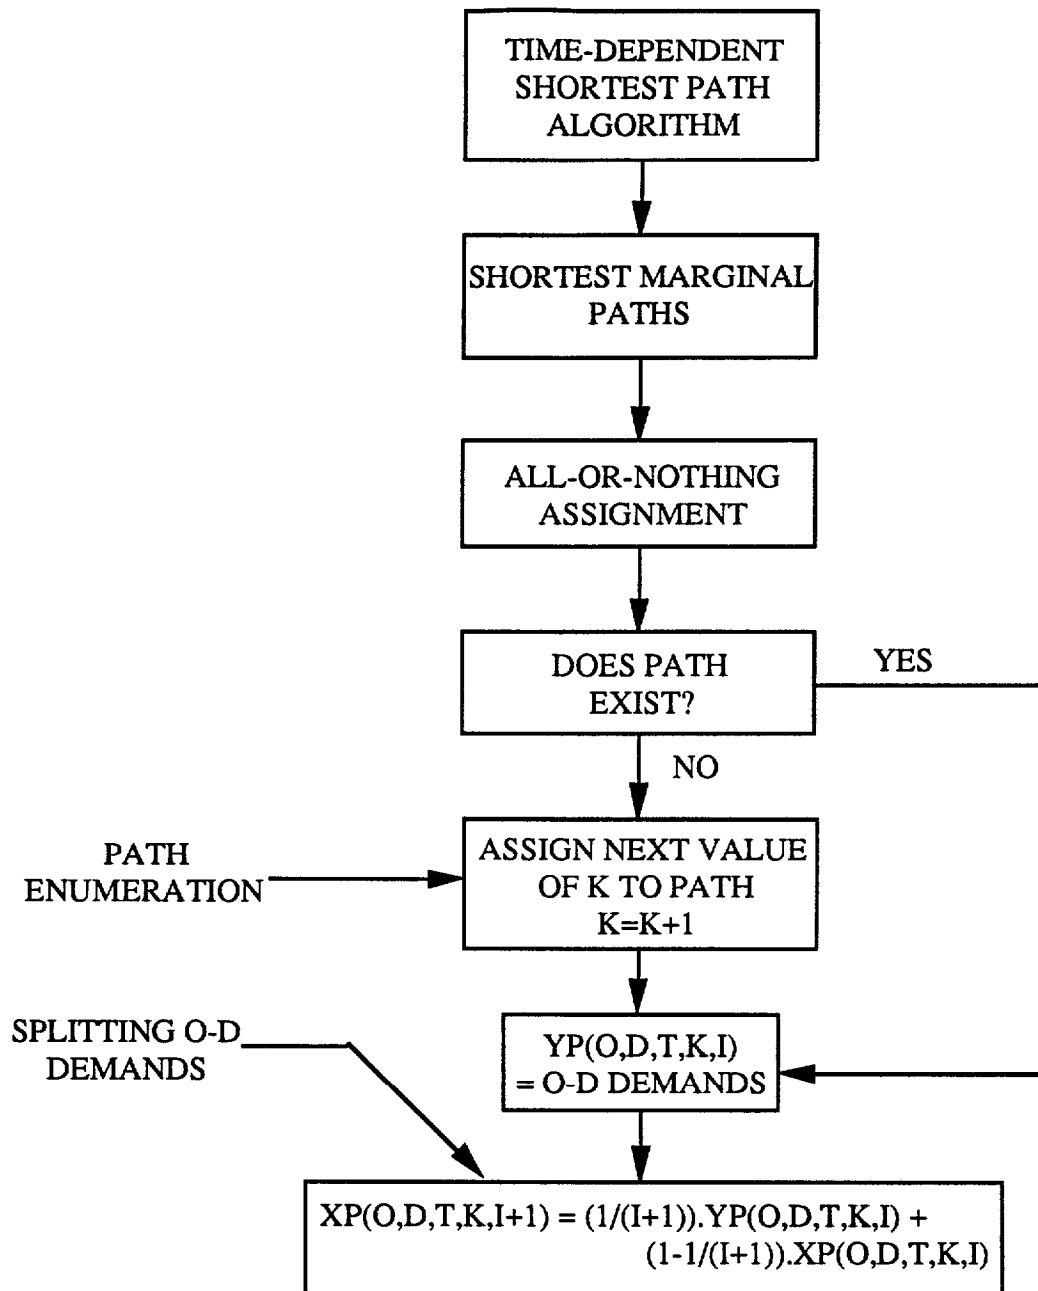 TIME-DEPENDENT
SHORTEST PATH
ALGORITHM
SHORTEST MARGINAL
PATHS
ALL-OR-NOTHING
ASSIGNMENT
DOES PATH
EXIST?
YES
NO
PATH
ENUMERATION
ASSIGN NEXT VALUE
OF K TO PATH
K=K+1
SPLITTING O-D
DEMANDS
YP(O,D,T,K,I)
= O-D DEMANDS
XP(O,D,T,K,I+1) = (1/(I+1)).YP(O,D,T,K,I) +
(1-1/(I+1)).XP(O,D,T,K,I)